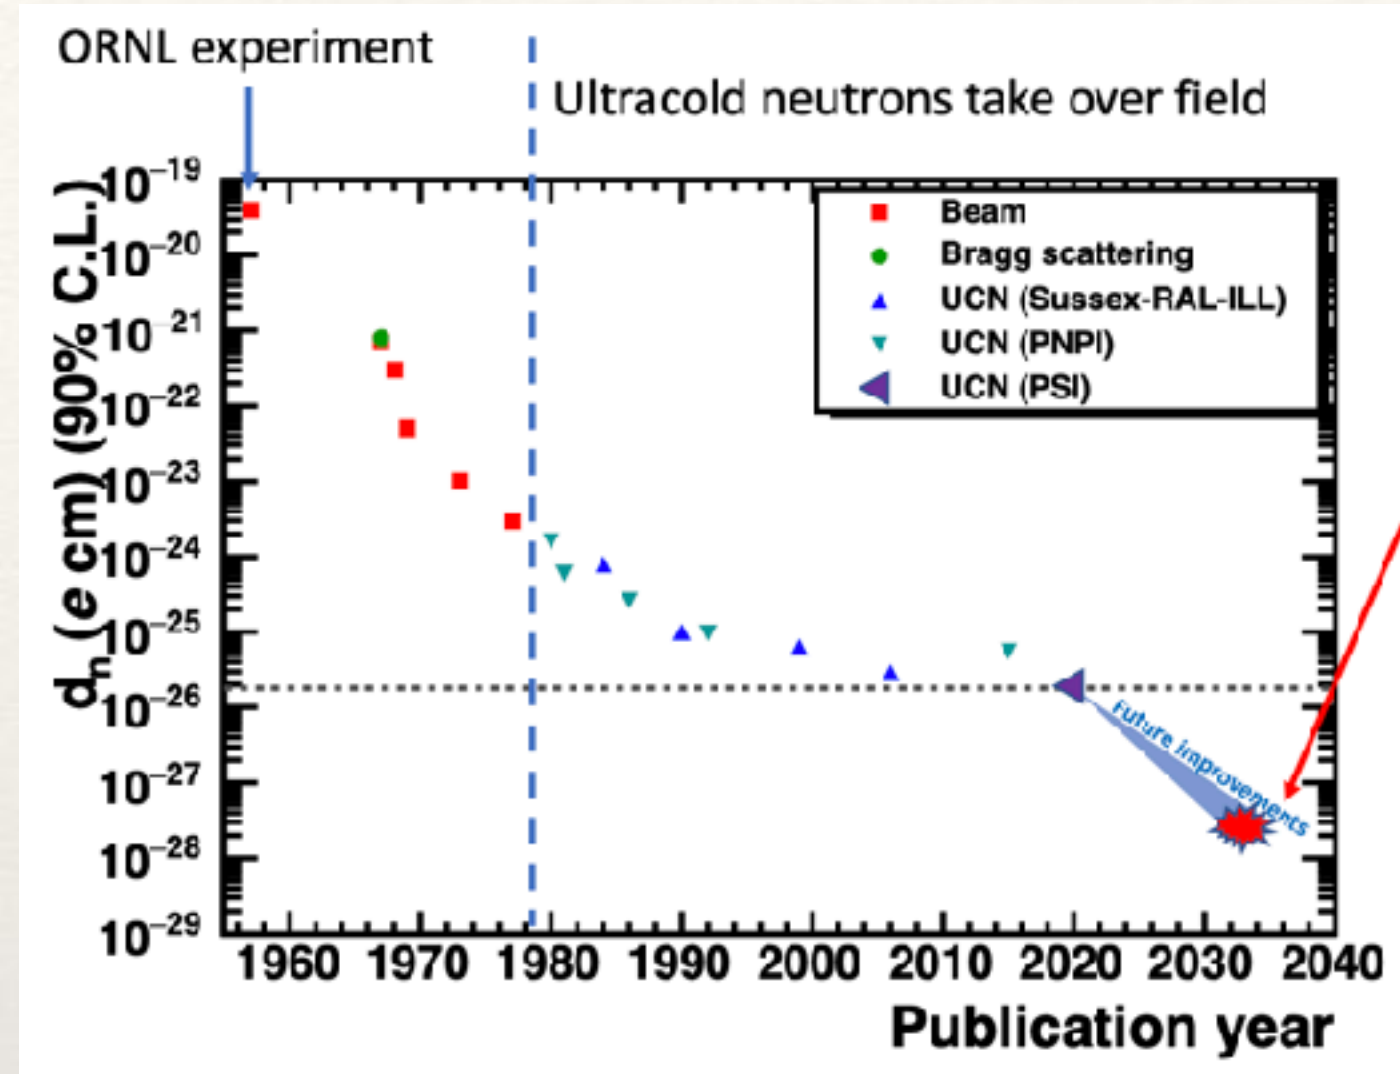 ORNL experiment
Ultracold neutrons take over field
dₙ (e cm) (90% C.L.)
10⁻¹⁹
10⁻²⁰
10⁻²¹
10⁻²²
10⁻²³
10⁻²⁴
10⁻²⁵
10⁻²⁶
10⁻²⁷
10⁻²⁸
10⁻²⁹
Beam
Bragg scattering
UCN (Sussex-RAL-ILL)
UCN (PNPI)
UCN (PSI)
Future improvements
1960 1970 1980 1990 2000 2010 2020 2030 2040
Publication year